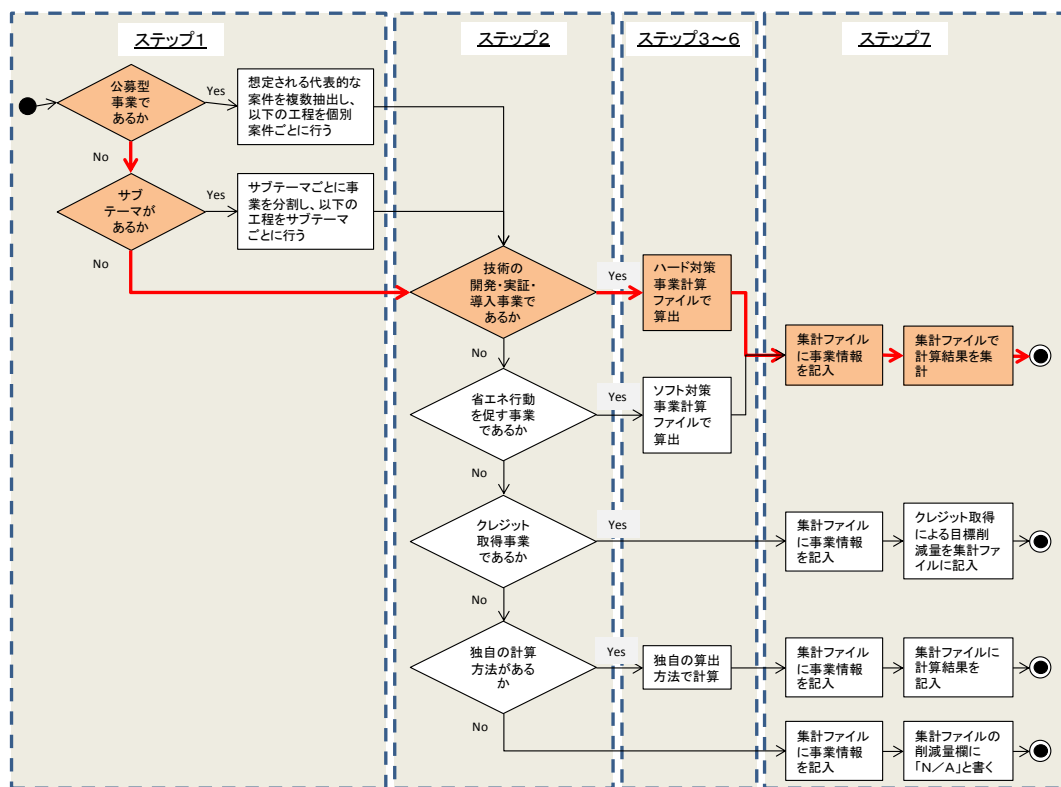 ステップ1
ステップ2
ステップ3～6
ステップ7
公募型
事業で
あるか
Yes
想定される代表的な
案件を複数抽出し、
以下の工程を個別
案件ごとに行う
No
サブ
テーマが
あるか
Yes
サブテーマごとに事
業を分割し、以下の
工程をサブテーマ
ごとに行う
No
技術の
開発・実証・
導入事業で
あるか
Yes
ハード対策
事業計算
ファイルで
算出
集計ファイル
に事業情報
を記入
集計ファイルで
計算結果を集
計
No
省エネ行動
を促す事業
であるか
Yes
ソフト対策
事業計算
ファイルで
算出
No
クレジット
取得事業
であるか
Yes
集計ファイル
に事業情報
を記入
クレジット取得
による目標削
減量を集計ファ
イルに記入
No
独自の計算
方法があるか
Yes
独自の算出
方法で計算
集計ファイル
に事業情報
を記入
集計ファイルに
計算結果を
記入
No
集計ファイル
に事業情報
を記入
集計ファイルの
削減量欄に
「N／A」と書く